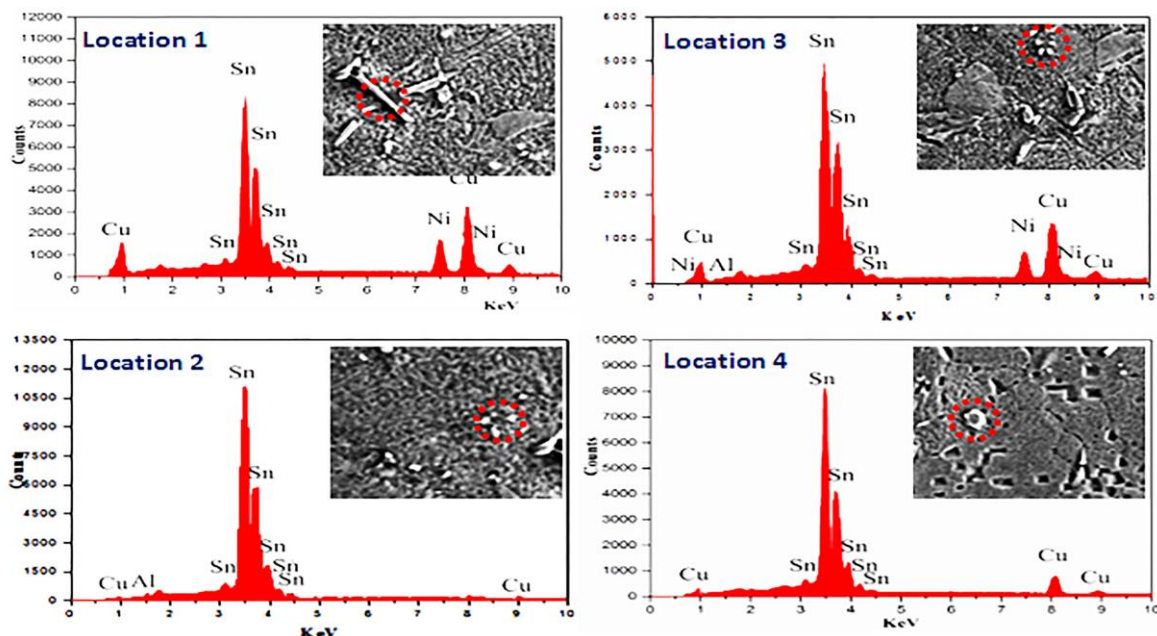 Location 1
12000
11000
10000
9000
8000
7000
6000
5000
4000
3000
2000
1000
0
Counts
Sn
Sn
Cu
Cu
Sn
Ni
Ni
Sn
Sn
Sn
Cu
0 1 2 3 4 5 6 7 8 9 10
KeV
Location 3
6000
5000
4000
3000
2000
1000
0
Counts
Sn
Sn
Sn
Cu
Ni
Cu
Sn
Ni
Cu
Ni
Al
Sn
Sn
Cu
0 1 2 3 4 5 6 7 8 9 10
KeV
Location 2
13500
12000
10500
9000
7500
6000
4500
3000
1500
0
Count
Sn
Sn
Sn
Sn
Sn
Sn
Cu
Al
Cu
0 1 2 3 4 5 6 7 8 9 10
KeV
Location 4
10000
9000
8000
7000
6000
5000
4000
3000
2000
1000
0
Counts
Sn
Sn
Sn
Cu
Cu
Sn
Sn
Sn
Cu
0 1 2 3 4 5 6 7 8 9 10
KeV